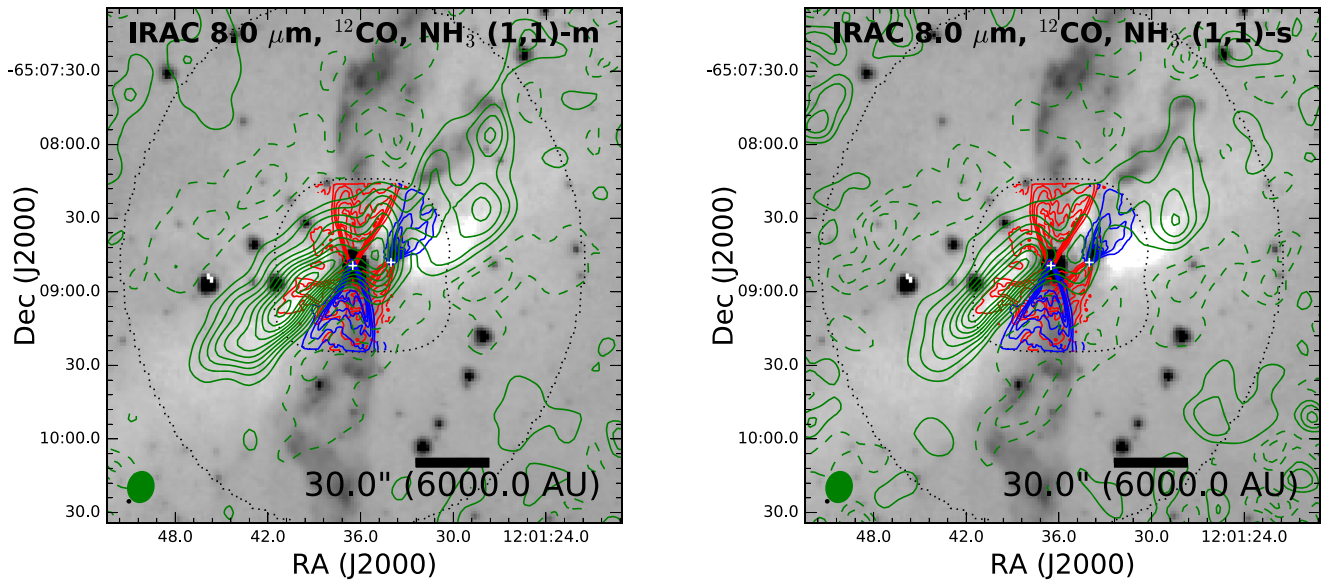 IRAC 8.0 μm, ¹²CO, NH₃ (1,1)-m
-65:07:30.0
08:00.0
30.0
09:00.0
30.0
10:00.0
30.0
Dec (J2000)
30.0" (6000.0 AU)
48.0 42.0 36.0 30.0 12:01:24.0
RA (J2000)
IRAC 8.0 μm, ¹²CO, NH₃ (1,1)-s
-65:07:30.0
08:00.0
30.0
09:00.0
30.0
10:00.0
30.0
Dec (J2000)
30.0" (6000.0 AU)
48.0 42.0 36.0 30.0 12:01:24.0
RA (J2000)